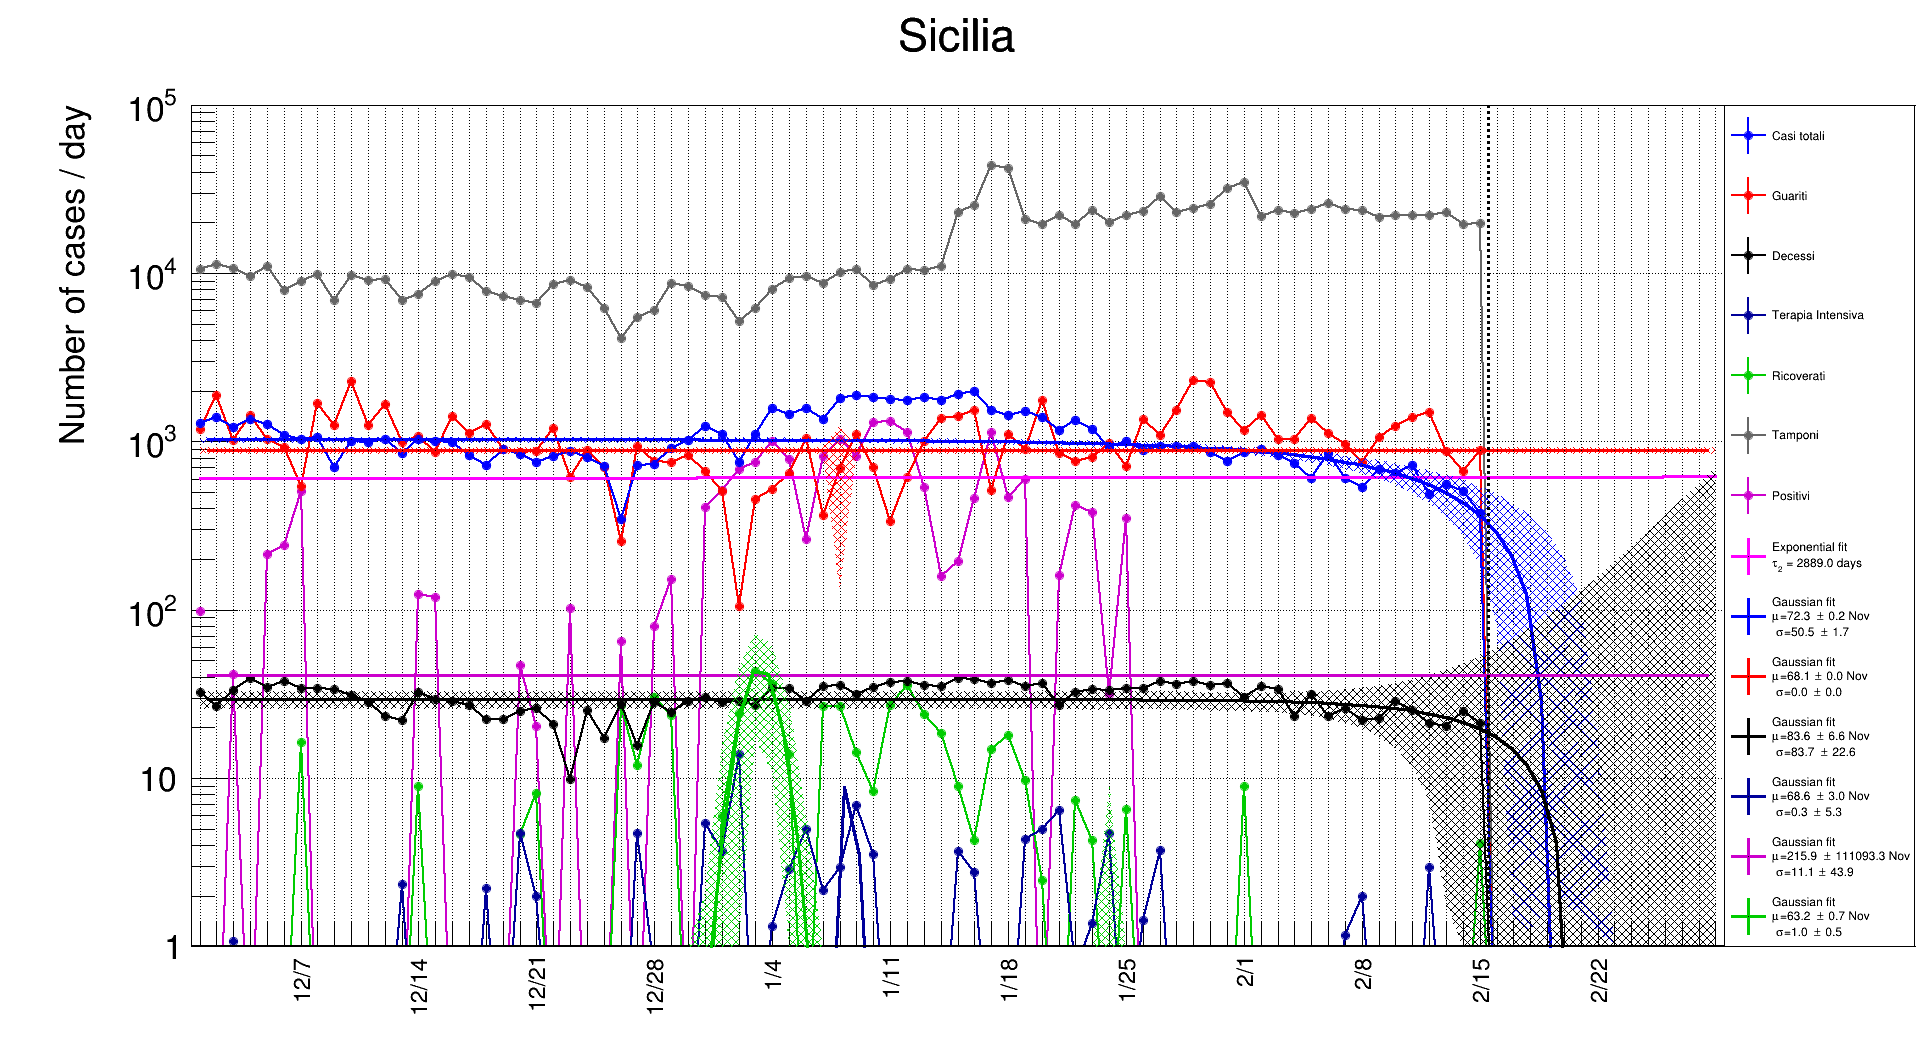 Sicilia
Number of cases / day
10^5
10^4
10^3
10^2
10
1
12/7
12/14
12/21
12/28
1/4
1/11
1/18
1/25
2/1
2/8
2/15
2/22
Casi totali
Guariti
Decessi
Terapia Intensiva
Ricoverati
Tamponi
Positivi
Exponential fit
τ₂ = 2889.0 days
Gaussian fit
μ=72.3 ± 0.2 Nov
σ=50.5 ± 1.7
Gaussian fit
μ=68.1 ± 0.0 Nov
σ=0.0 ± 0.0
Gaussian fit
μ=83.6 ± 6.6 Nov
σ=83.7 ± 22.6
Gaussian fit
μ=68.6 ± 3.0 Nov
σ=0.3 ± 5.3
Gaussian fit
μ=215.9 ± 111093.3 Nov
σ=11.1 ± 43.9
Gaussian fit
μ=63.2 ± 0.7 Nov
σ=1.0 ± 0.5